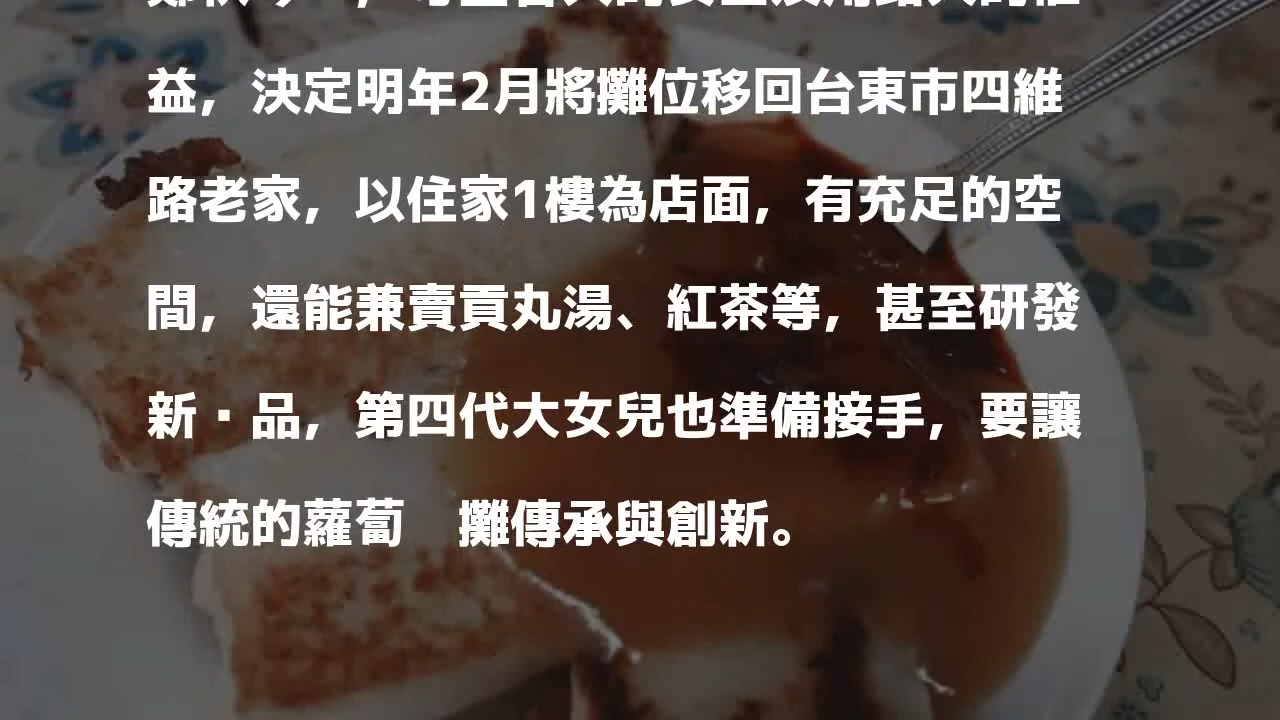 益，決定明年2月將攤位移回台東市四維
路老家，以住家1樓為店面，有充足的空
間，還能兼賣貢丸湯、紅茶等，甚至研發
新·品，第四代大女兒也準備接手，要讓
傳統的蘿蔔　攤傳承與創新。